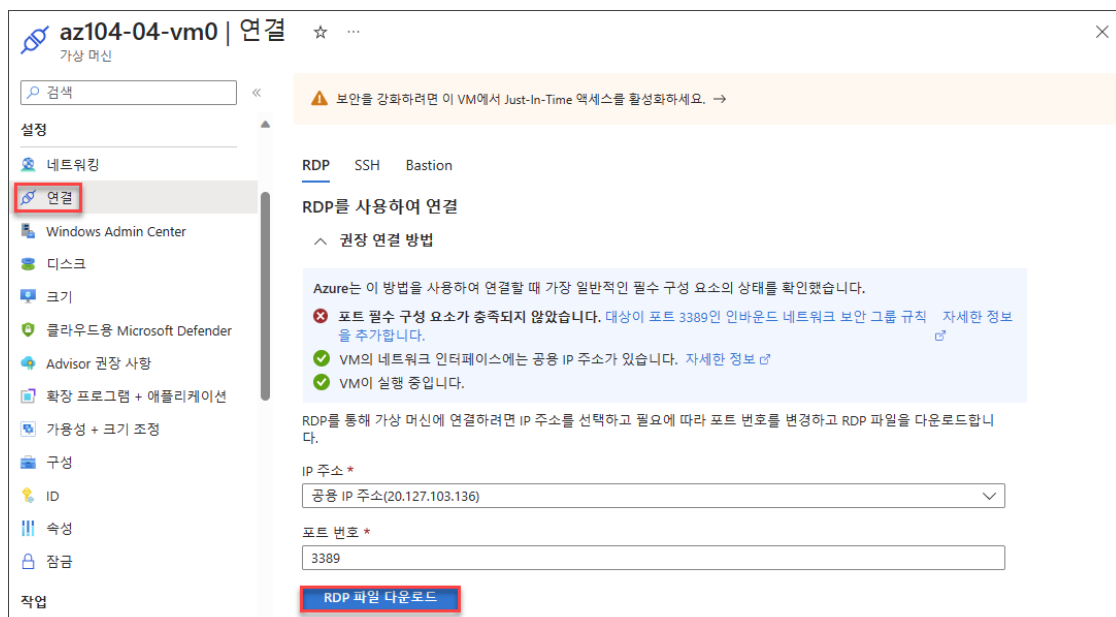 az104-04-vm0 | 연결
가상 머신
검색
설정
네트워킹
연결
Windows Admin Center
디스크
크기
클라우드용 Microsoft Defender
Advisor 권장 사항
확장 프로그램 + 애플리케이션
가용성 + 크기 조정
구성
ID
속성
잠금
작업
보안을 강화하려면 이 VM에서 Just-In-Time 액세스를 활성화하세요. →
RDP SSH Bastion
RDP를 사용하여 연결
권장 연결 방법
Azure는 이 방법을 사용하여 연결할 때 가장 일반적인 필수 구성 요소의 상태를 확인했습니다.
포트 필수 구성 요소가 충족되지 않았습니다. 대상이 포트 3389인 인바운드 네트워크 보안 그룹 규칙 자세한 정보
을 추가합니다.
VM의 네트워크 인터페이스에는 공용 IP 주소가 있습니다. 자세한 정보
VM이 실행 중입니다.
RDP를 통해 가상 머신에 연결하려면 IP 주소를 선택하고 필요에 따라 포트 번호를 변경하고 RDP 파일을 다운로드합니
다.
IP 주소 *
공용 IP 주소(20.127.103.136)
포트 번호 *
3389
RDP 파일 다운로드